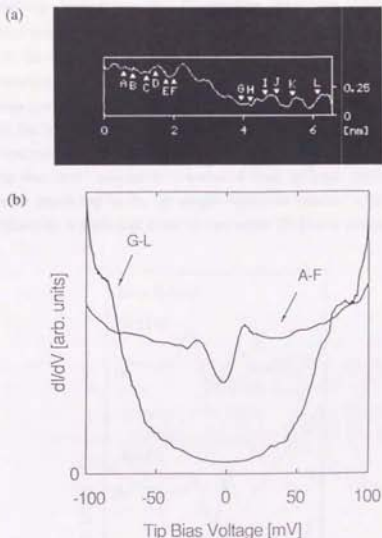 (a)
A B C D E F G H I J K L
0.25
0
0 2 4 6 [nm]
(b)
G-L
A-F
dI/dV [arb. units]
0
-100 -50 0 50 100
Tip Bias Voltage [mV]